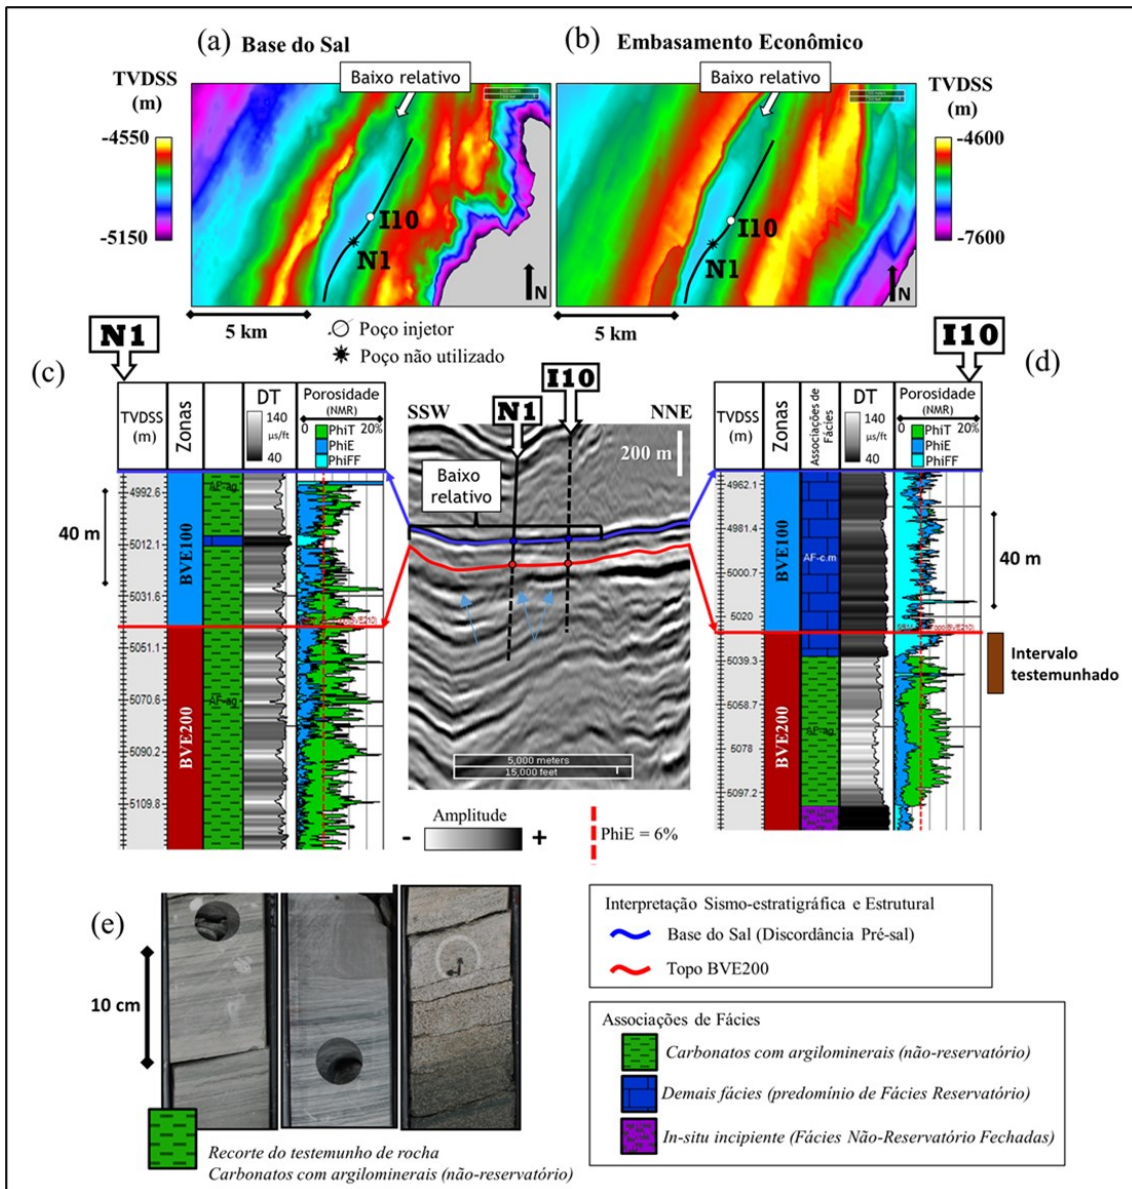 (a) Base do Sal
(b) Embasamento Econômico
TVDSS
(m)
-4550
-5150
Baixo relativo
I10
N1
N
5 km
Baixo relativo
I10
N1
N
5 km
TVDSS
(m)
-4600
-7600
Poço injetor
Poço não utilizado
(c)
N1
TVDSS
(m)
Zonas
DT
140
µs/ft
40
Porosidade
(NMR)
0 20%
PhiT
PhiE
PhiFF
40 m
4992.6
5012.1
5031.6
5051.1
5070.6
5090.2
5109.8
BVE100
BVE200
AF-ag
AF-ag
SSW
N1
I10
NNE
200 m
Baixo
relativo
5,000 meters
15,000 feet
Amplitude
- +
PhiE = 6%
(d)
I10
TVDSS
(m)
Zonas
Associações de
Fácies
DT
140
µs/ft
40
Porosidade
(NMR)
0 20%
PhiT
PhiE
PhiFF
4962.1
4981.4
5000.7
5020
5039.3
5058.7
5078
5097.2
BVE100
BVE200
AF-c.m
AF-ag
40 m
Intervalo
testemunhado
(e)
10 cm
Recorte do testemunho de rocha
Carbonatos com argilominerais (não-reservatório)
Interpretação Sismo-estratigráfica e Estrutural
Base do Sal (Discordância Pré-sal)
Topo BVE200
Associações de Fácies
Carbonatos com argilominerais (não-reservatório)
Demais fácies (predomínio de Fácies Reservatório)
In-situ incipiente (Fácies Não-Reservatório Fechadas)